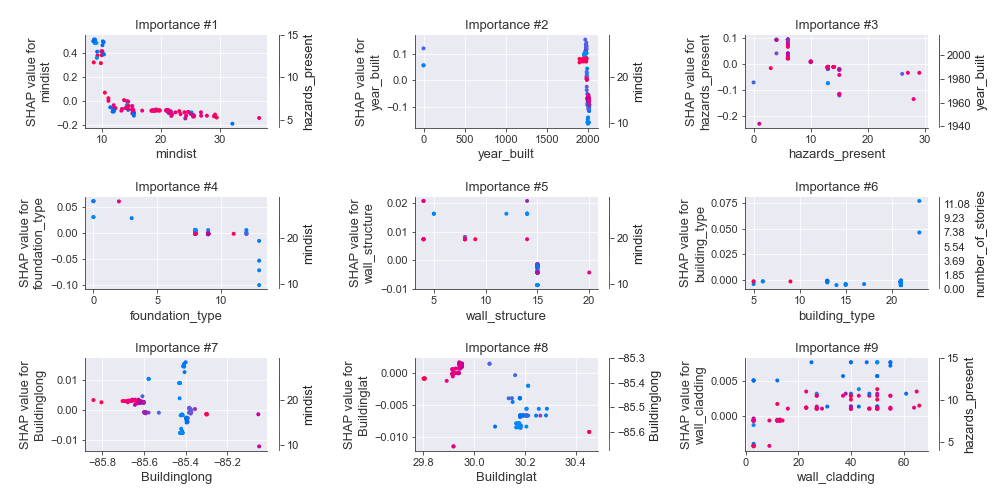 Importance #1
Importance #2
Importance #3
SHAP value for
mindist
0.4
0.2
0.0
−0.2
10
20
30
mindist
15
10
5
hazards_present
SHAP value for
year_built
0.1
0.0
−0.1
0
500
1000
1500
2000
year_built
20
10
mindist
SHAP value for
hazards_present
0.1
0.0
−0.1
−0.2
0
10
20
30
hazards_present
2000
1980
1960
1940
year_built
Importance #4
Importance #5
Importance #6
SHAP value for
foundation_type
0.05
0.00
−0.05
−0.10
0
5
10
foundation_type
20
10
mindist
SHAP value for
wall_structure
0.02
0.01
0.00
−0.01
5
10
15
20
wall_structure
20
10
mindist
SHAP value for
building_type
0.075
0.050
0.025
0.000
5
10
15
20
building_type
11.08
9.23
7.38
5.54
3.69
1.85
0.00
number_of_stories
Importance #7
Importance #8
Importance #9
SHAP value for
Buildinglong
0.01
0.00
−0.01
−85.8
−85.6
−85.4
−85.2
Buildinglong
20
10
mindist
SHAP value for
Buildinglat
0.000
−0.005
−0.010
29.8
30.0
30.2
30.4
Buildinglat
−85.3
−85.4
−85.5
−85.6
Buildinglong
SHAP value for
wall_cladding
0.005
0.000
0
20
40
60
wall_cladding
15
10
5
hazards_present